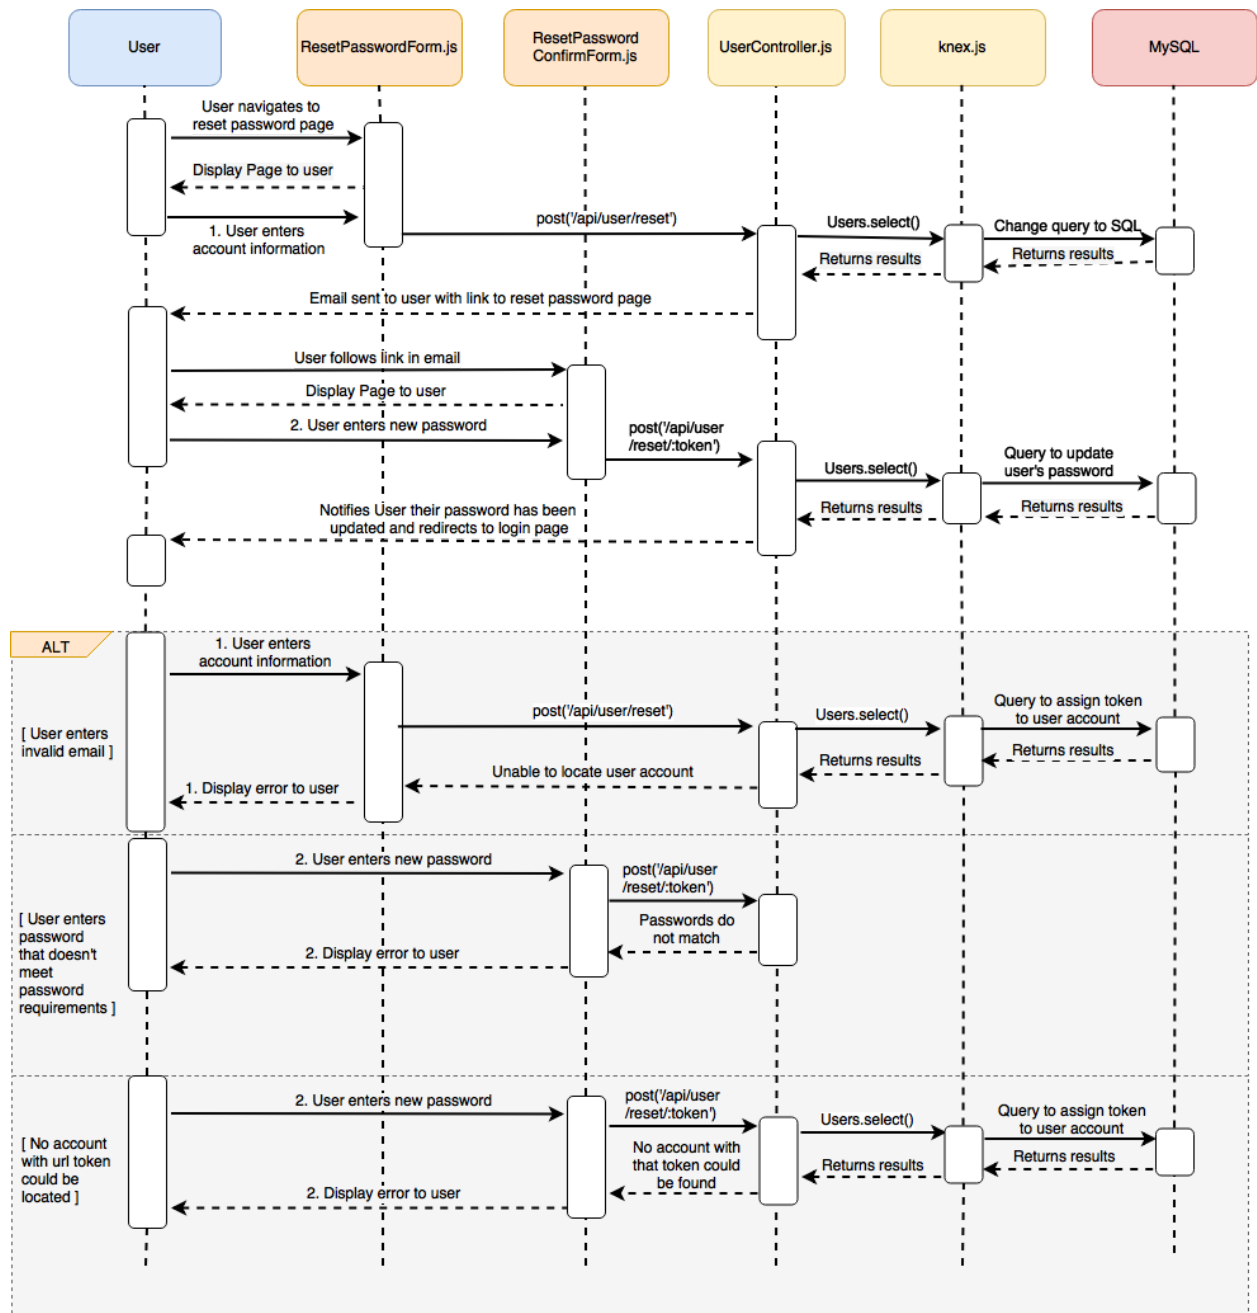 User
ResetPasswordForm.js
ResetPassword
ConfirmForm.js
UserController.js
knex.js
MySQL
User navigates to
reset password page
Display Page to user
1. User enters
account information
post('/api/user/reset')
Users.select()
Change query to SQL
Returns results
Returns results
Email sent to user with link to reset password page
User follows link in email
Display Page to user
2. User enters new password
post('/api/user
/reset/:token')
Users.select()
Query to update
user's password
Returns results
Returns results
Notifies User their password has been
updated and redirects to login page
ALT
[ User enters
invalid email ]
1. User enters
account information
post('/api/user/reset')
Users.select()
Query to assign token
to user account
Returns results
Returns results
Unable to locate user account
1. Display error to user
[ User enters
password
that doesn't
meet
password
requirements ]
2. User enters new password
post('/api/user
/reset/:token')
Passwords do
not match
2. Display error to user
[ No account
with url token
could be
located ]
2. User enters new password
post('/api/user
/reset/:token')
Users.select()
Query to assign token
to user account
Returns results
Returns results
No account with
that token could
be found
2. Display error to user